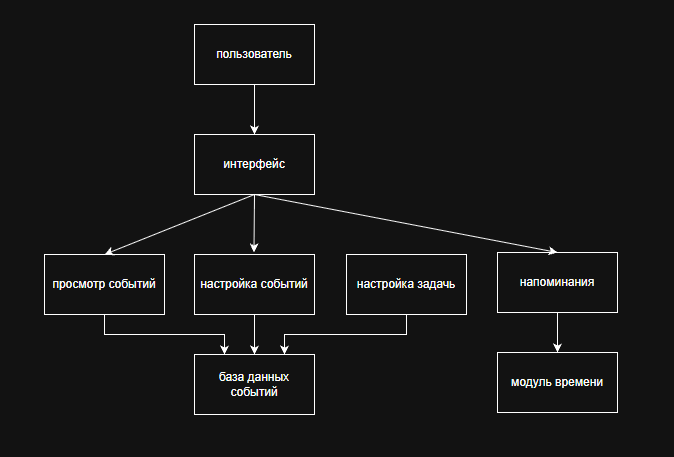 пользователь
интерфейс
просмотр событий
настройка событий
настройка задачь
напоминания
база данных
событий
модуль времени